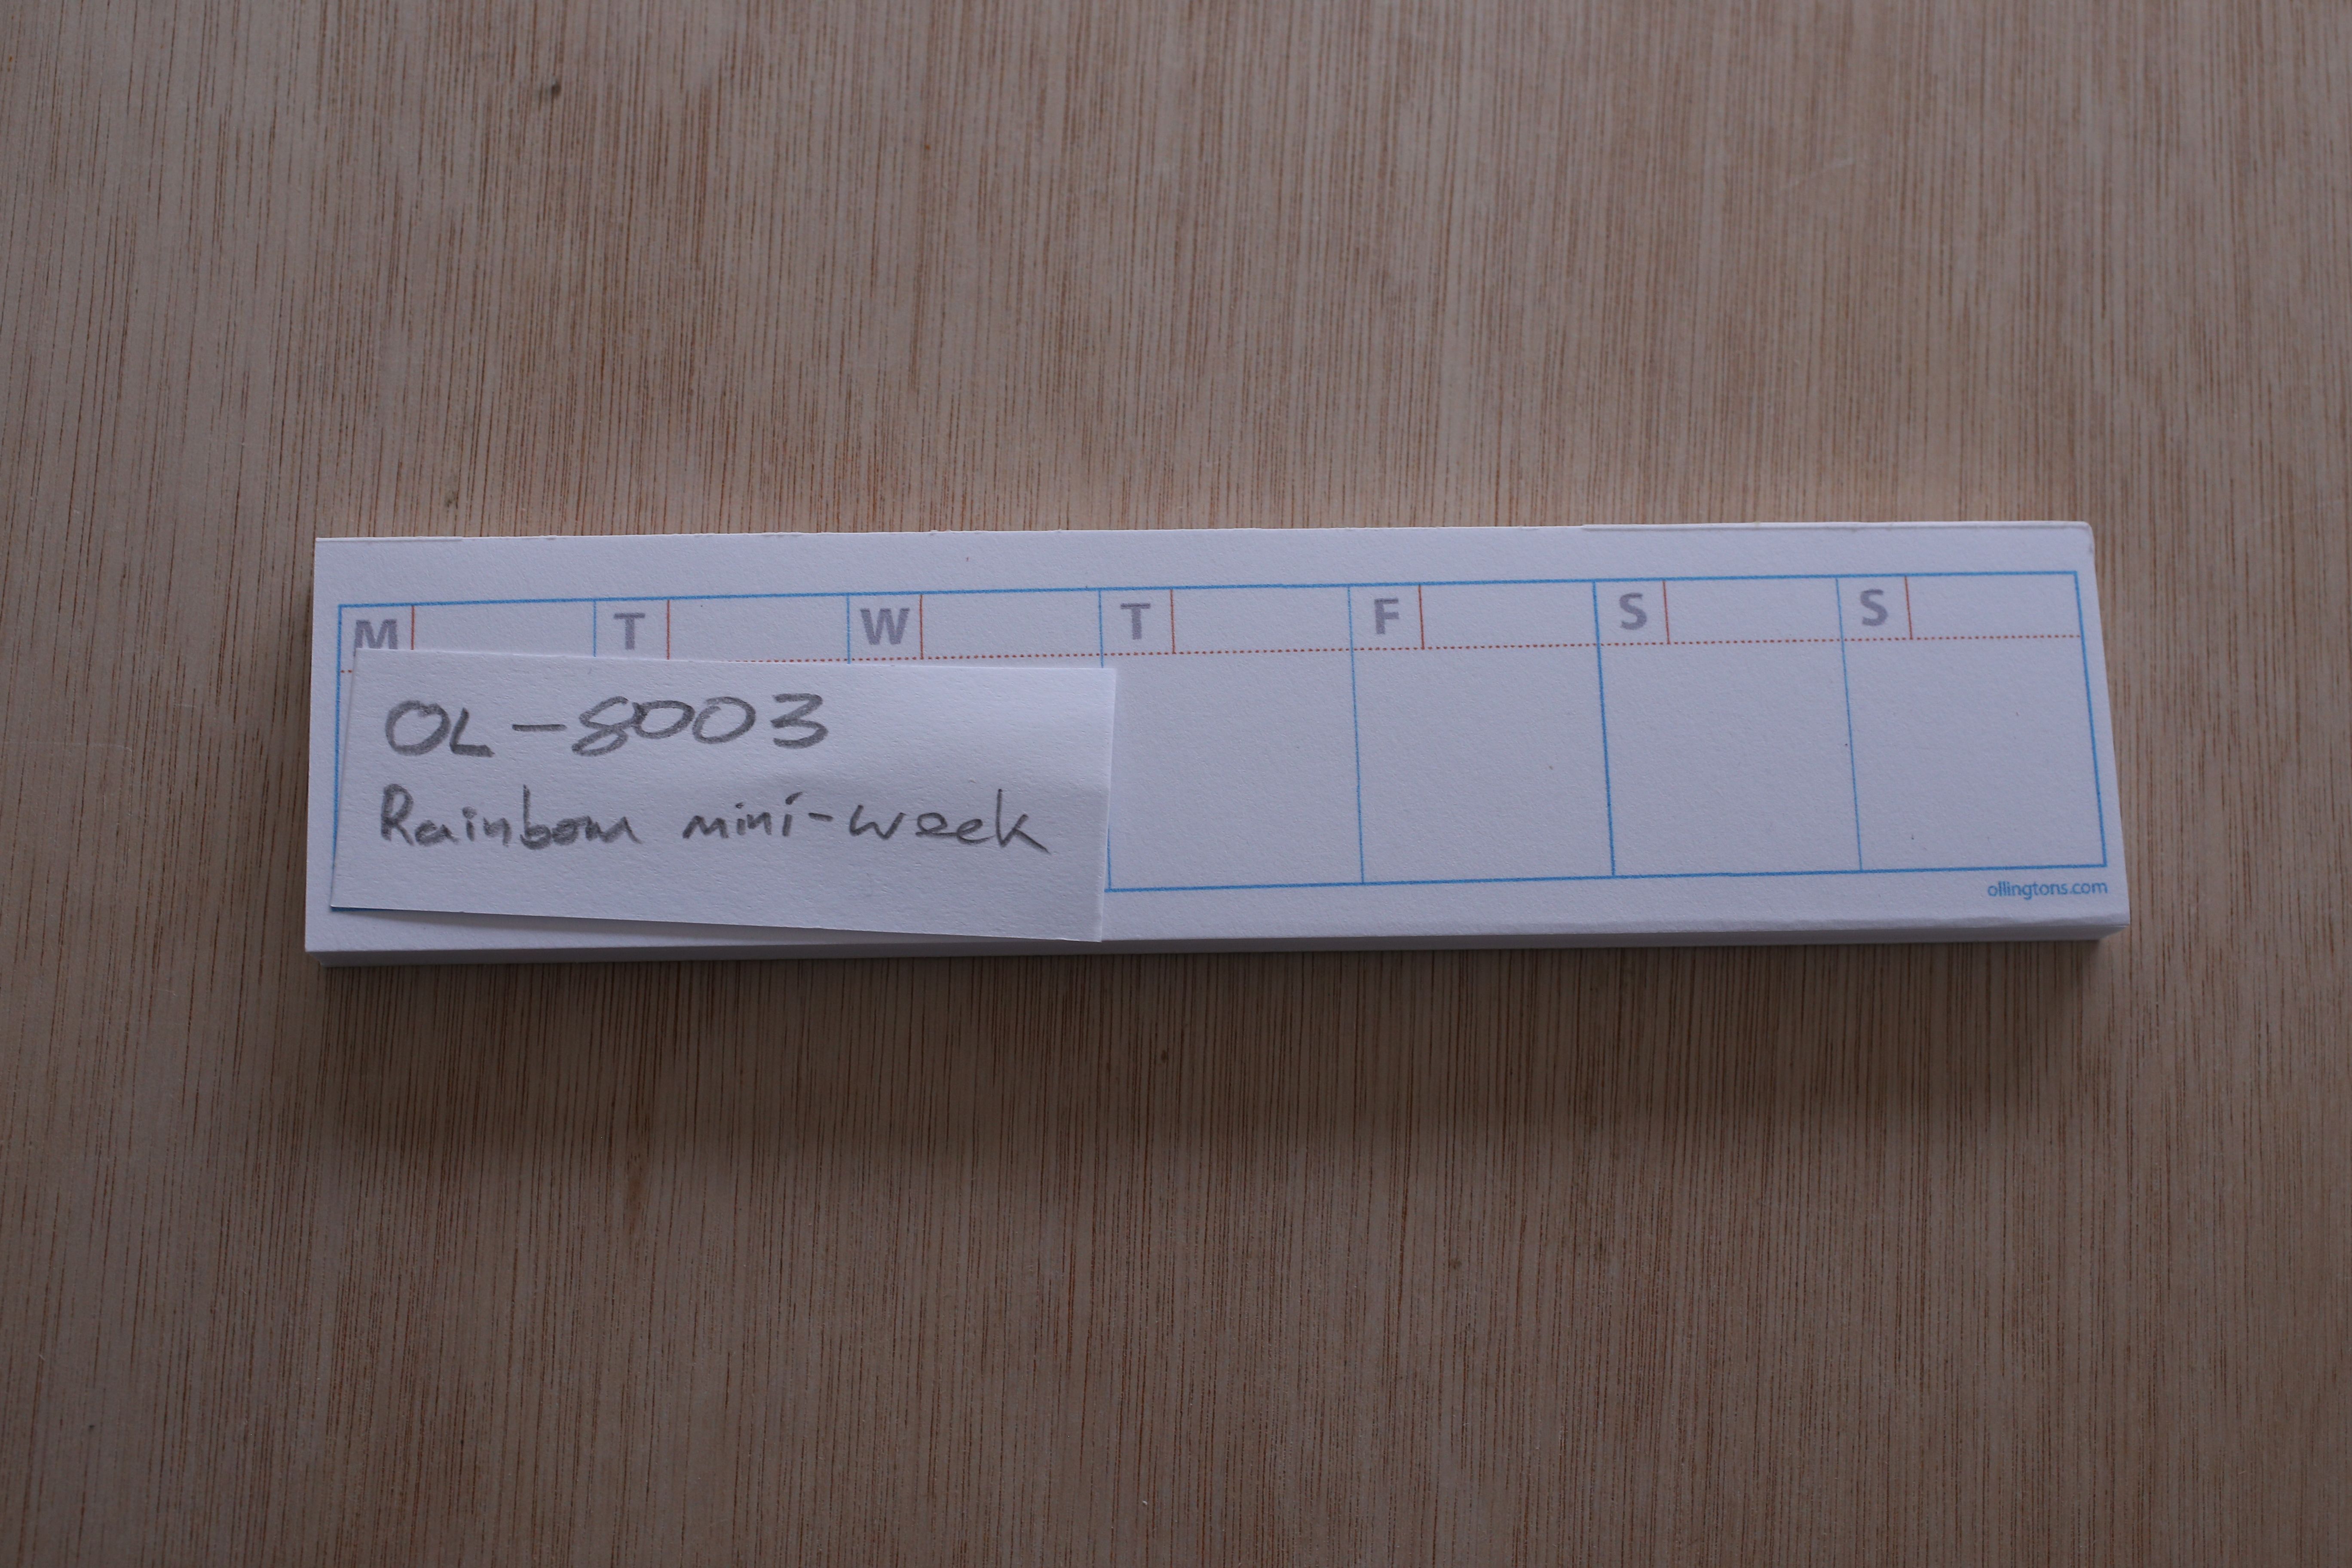 M T W T F S S
OL-8003
Rainbow mini-week
ollingtons.com